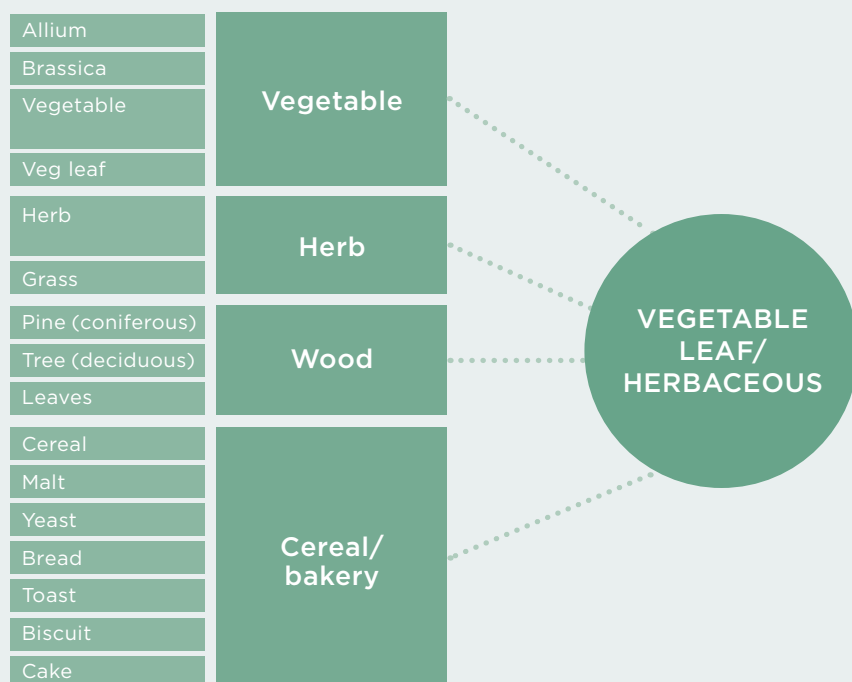 Allium
Brassica
Vegetable
Veg leaf
Vegetable
Herb
Grass
Herb
Pine (coniferous)
Tree (deciduous)
Leaves
Wood
Cereal
Malt
Yeast
Bread
Toast
Biscuit
Cake
Cereal/
bakery
VEGETABLE
LEAF/
HERBACEOUS